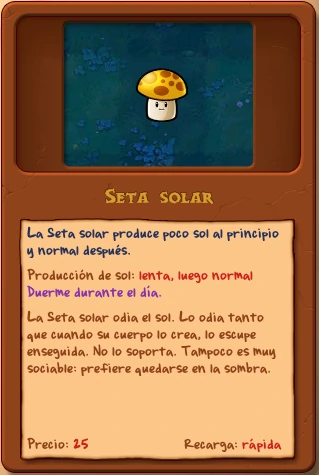 Seta solar
La Seta solar produce poco sol al principio
y normal después.
Producción de sol: lenta, luego normal
Duerme durante el día.
La Seta solar odia el sol. Lo odia tanto
que cuando su cuerpo lo crea, lo escupe
enseguida. No lo soporta. Tampoco es muy
sociable: prefiere quedarse en la sombra.
Precio: 25 Recarga: rápida